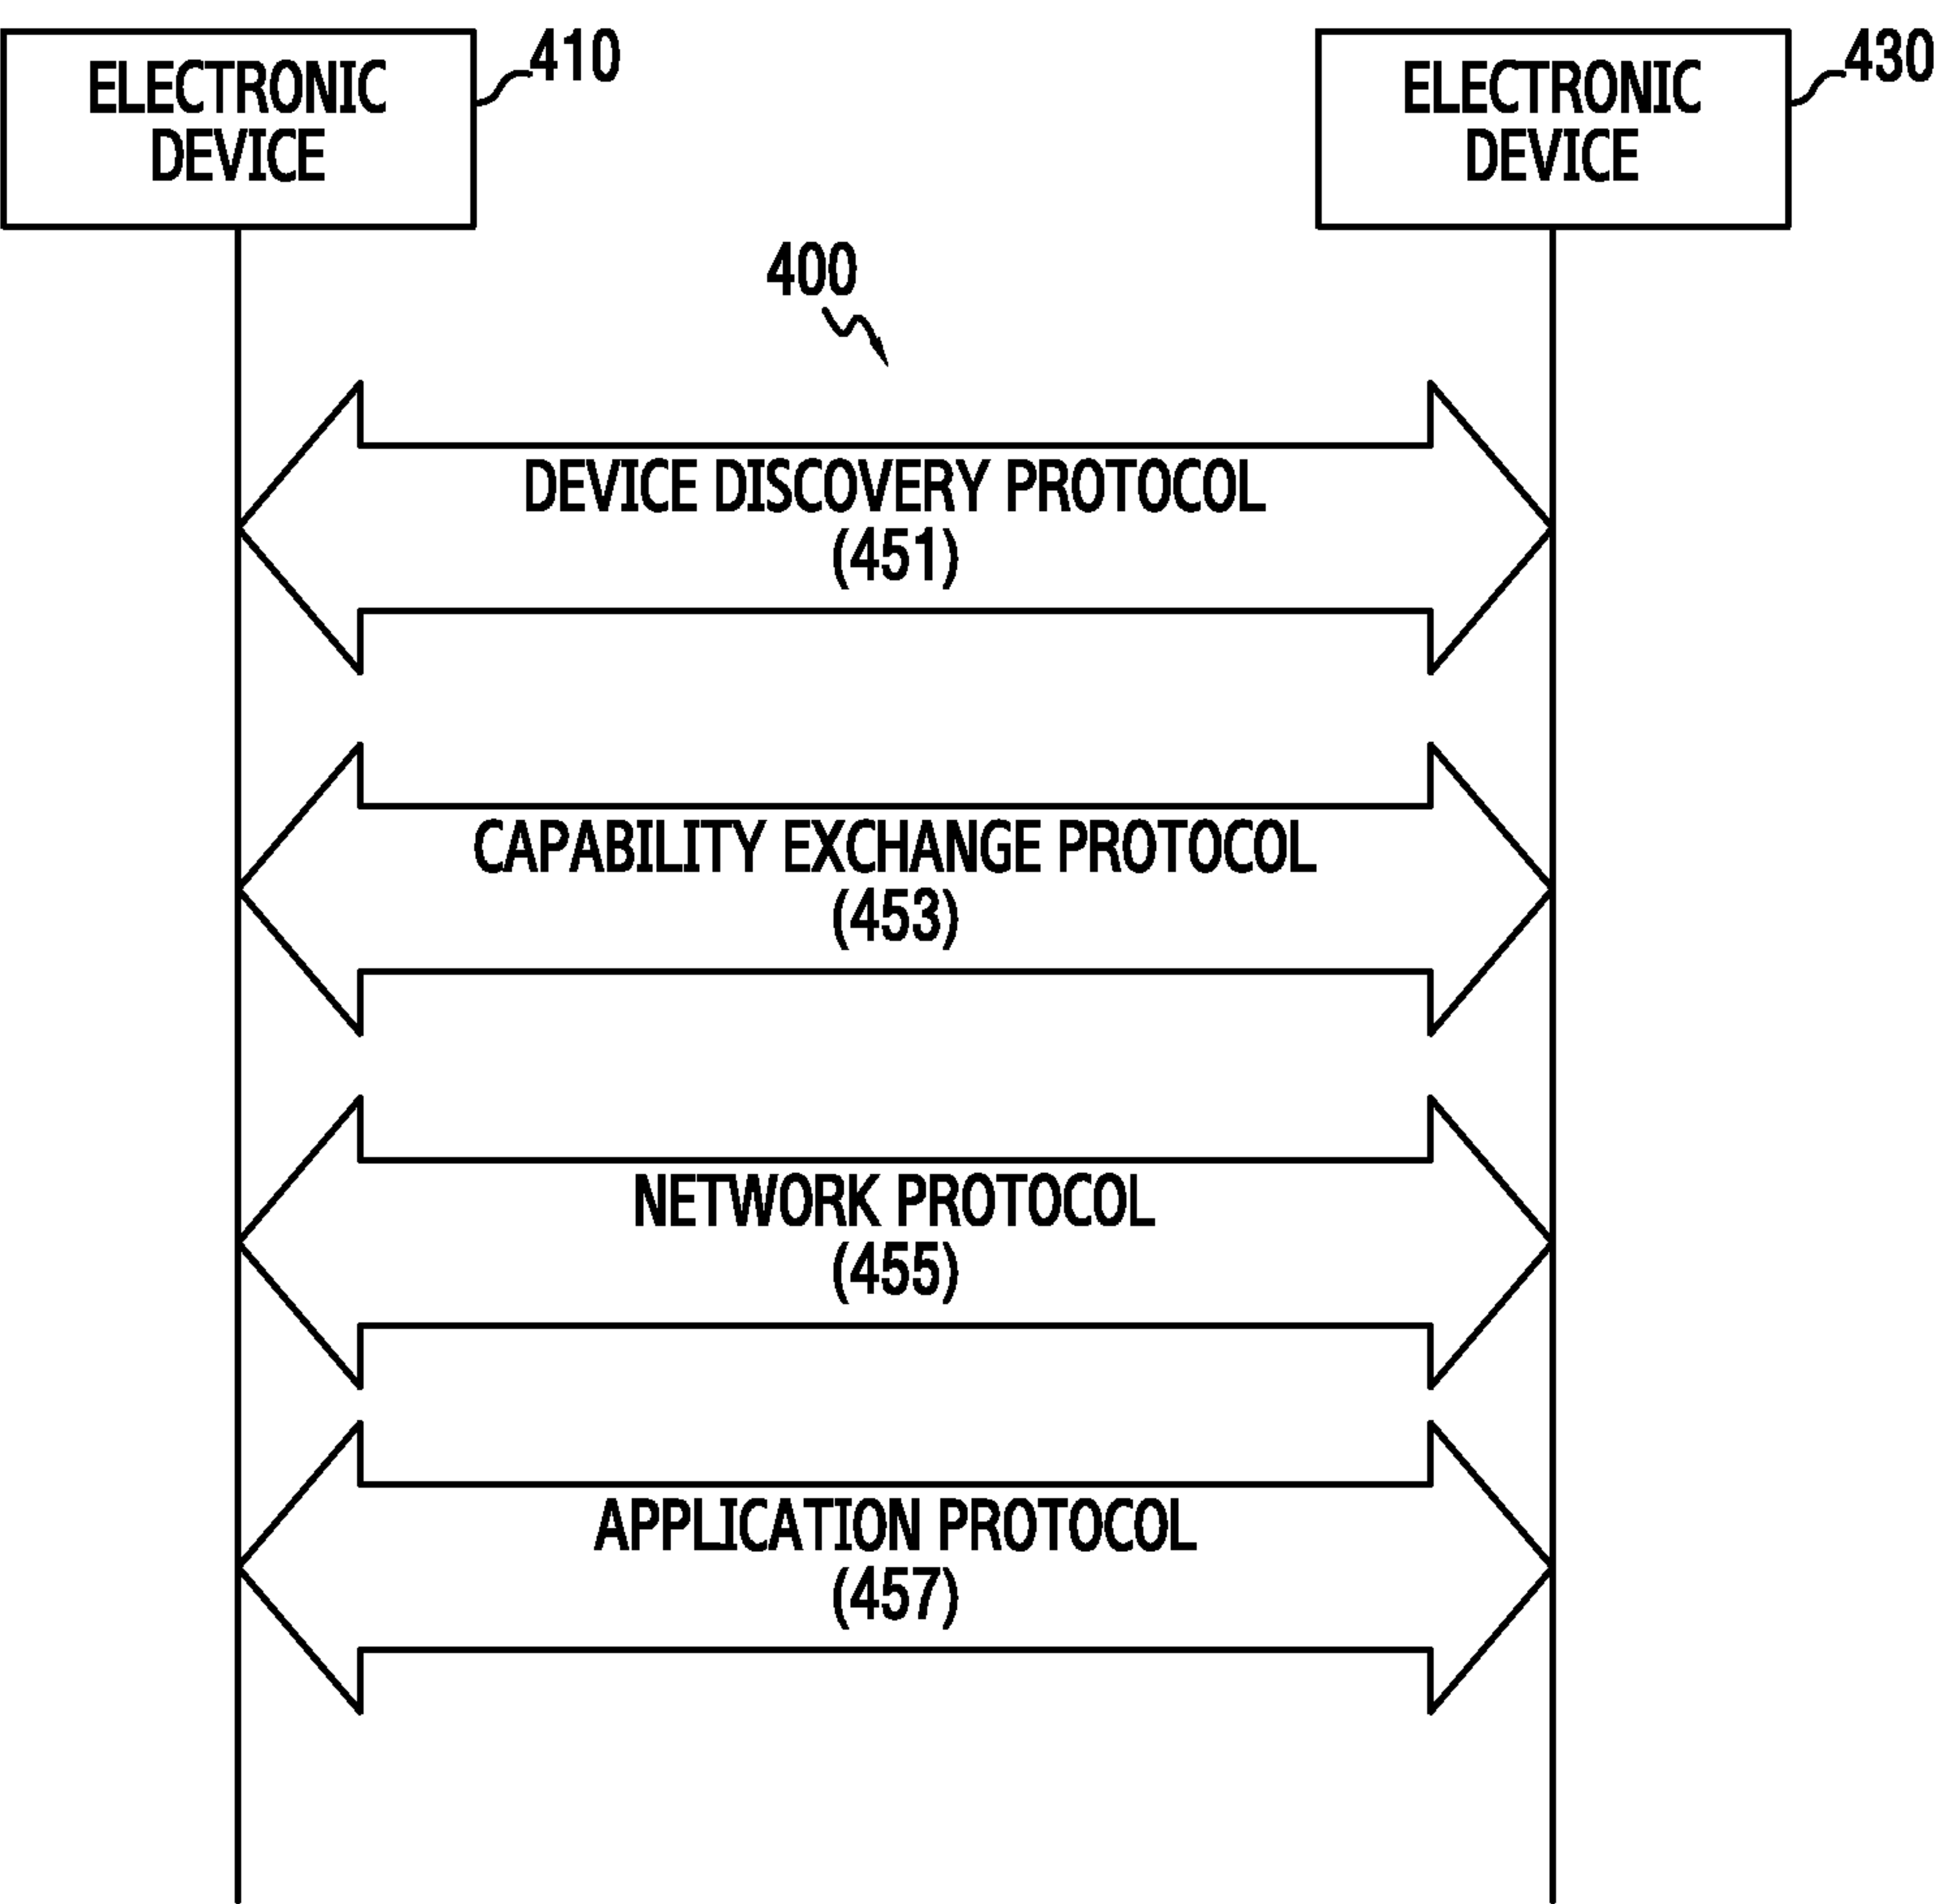 ELECTRONIC
DEVICE
410
ELECTRONIC
DEVICE
430
400
DEVICE DISCOVERY PROTOCOL
(451)
CAPABILITY EXCHANGE PROTOCOL
(453)
NETWORK PROTOCOL
(455)
APPLICATION PROTOCOL
(457)